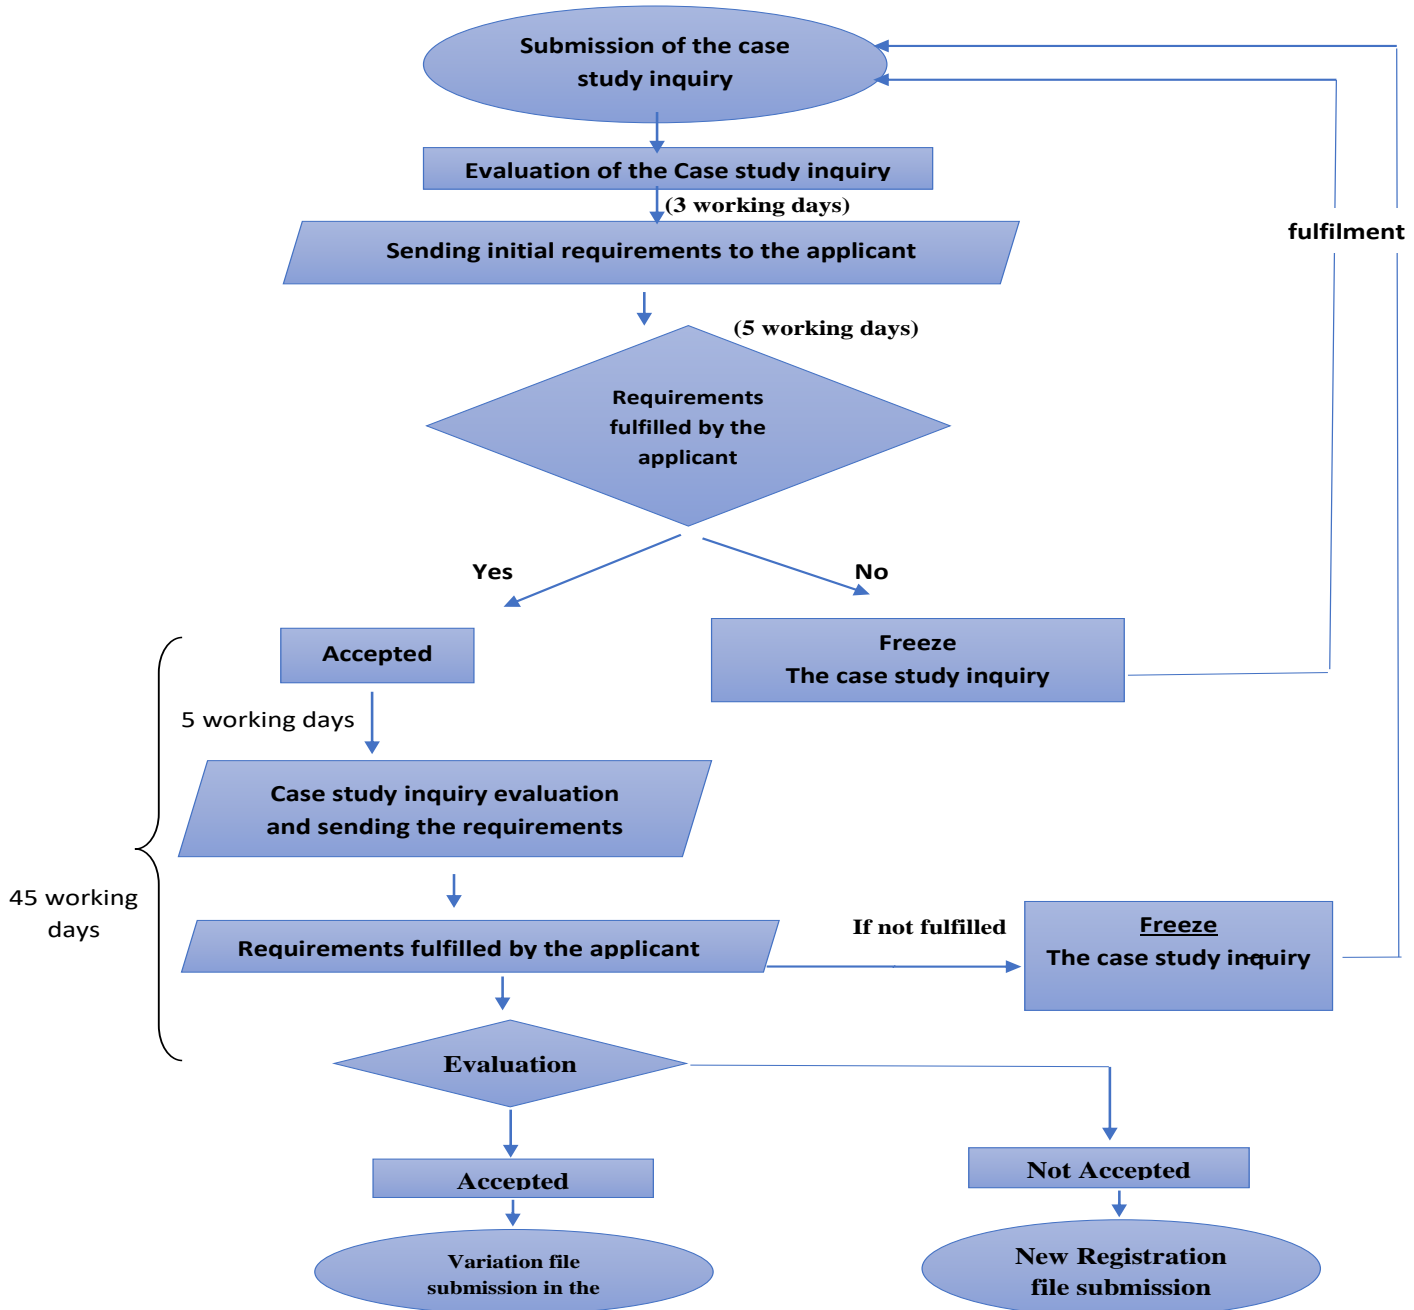 Submission of the case
study inquiry
Evaluation of the Case study inquiry
(3 working days)
Sending initial requirements to the applicant
fulfilment
(5 working days)
Requirements
fulfilled by the
applicant
Yes
No
Accepted
Freeze
The case study inquiry
5 working days
Case study inquiry evaluation
and sending the requirements
45 working
days
Requirements fulfilled by the applicant
If not fulfilled
Freeze
The case study inquiry
Evaluation
Accepted
Not Accepted
Variation file
submission in the
New Registration
file submission